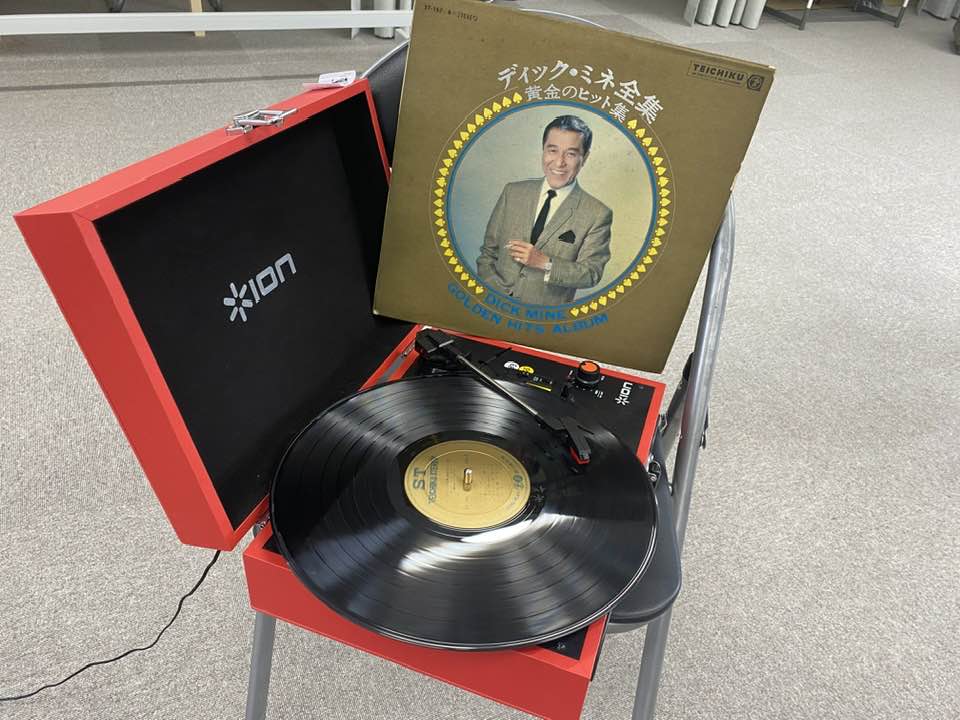 TEICHIKU
ディック・ミネ全集
黄金のヒット集
DICK MINE
GOLDEN HITS ALBUM
ION
ION
ST